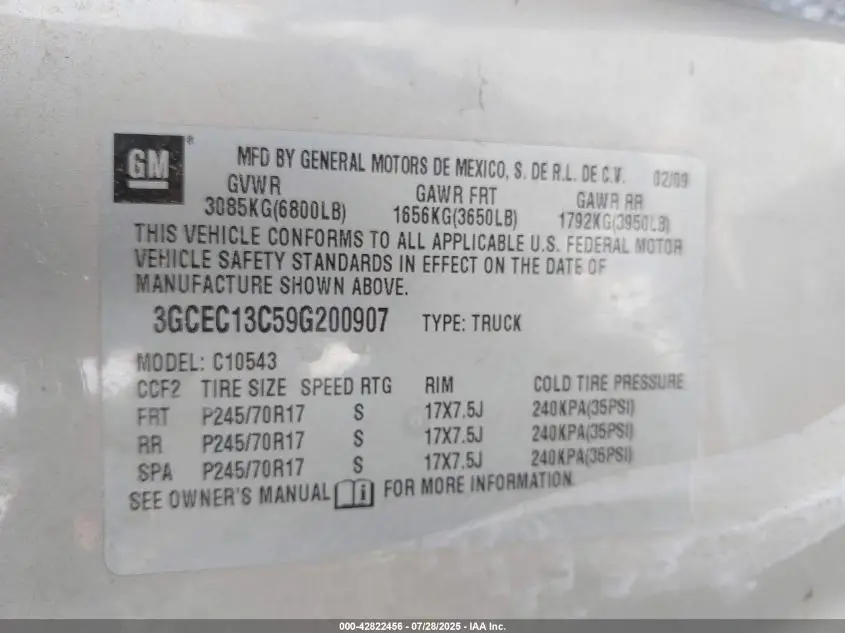 GM®
MFD BY GENERAL MOTORS DE MEXICO, S. DE R.L. DE C.V. 02/09
GVWR GAWR FRT GAWR RR
3085KG(6800LB) 1656KG(3650LB) 1792KG(3950LB)
THIS VEHICLE CONFORMS TO ALL APPLICABLE U.S. FEDERAL MOTOR
VEHICLE SAFETY STANDARDS IN EFFECT ON THE DATE OF
MANUFACTURE SHOWN ABOVE.
3GCEC13C59G200907 TYPE: TRUCK
MODEL: C10543
CCF2 TIRE SIZE SPEED RTG RIM COLD TIRE PRESSURE
FRT P245/70R17 S 17X7.5J 240KPA(35PSI)
RR P245/70R17 S 17X7.5J 240KPA(35PSI)
SPA P245/70R17 S 17X7.5J 240KPA(35PSI)
SEE OWNER'S MANUAL FOR MORE INFORMATION.
000-42822456 - 07/28/2025 - IAA Inc.